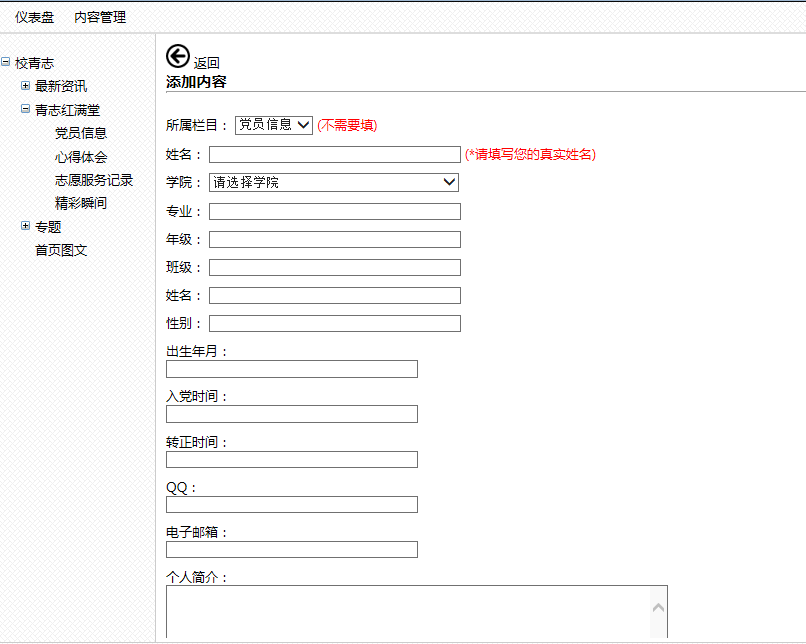 仪表盘 内容管理
校青志
最新资讯
青志红满堂
党员信息
心得体会
志愿服务记录
精彩瞬间
专题
首页图文
返回
添加内容
所属栏目： 党员信息 (不需要填)
姓名： (*请填写您的真实姓名)
学院： 请选择学院
专业：
年级：
班级：
姓名：
性别：
出生年月：
入党时间：
转正时间：
QQ：
电子邮箱：
个人简介：